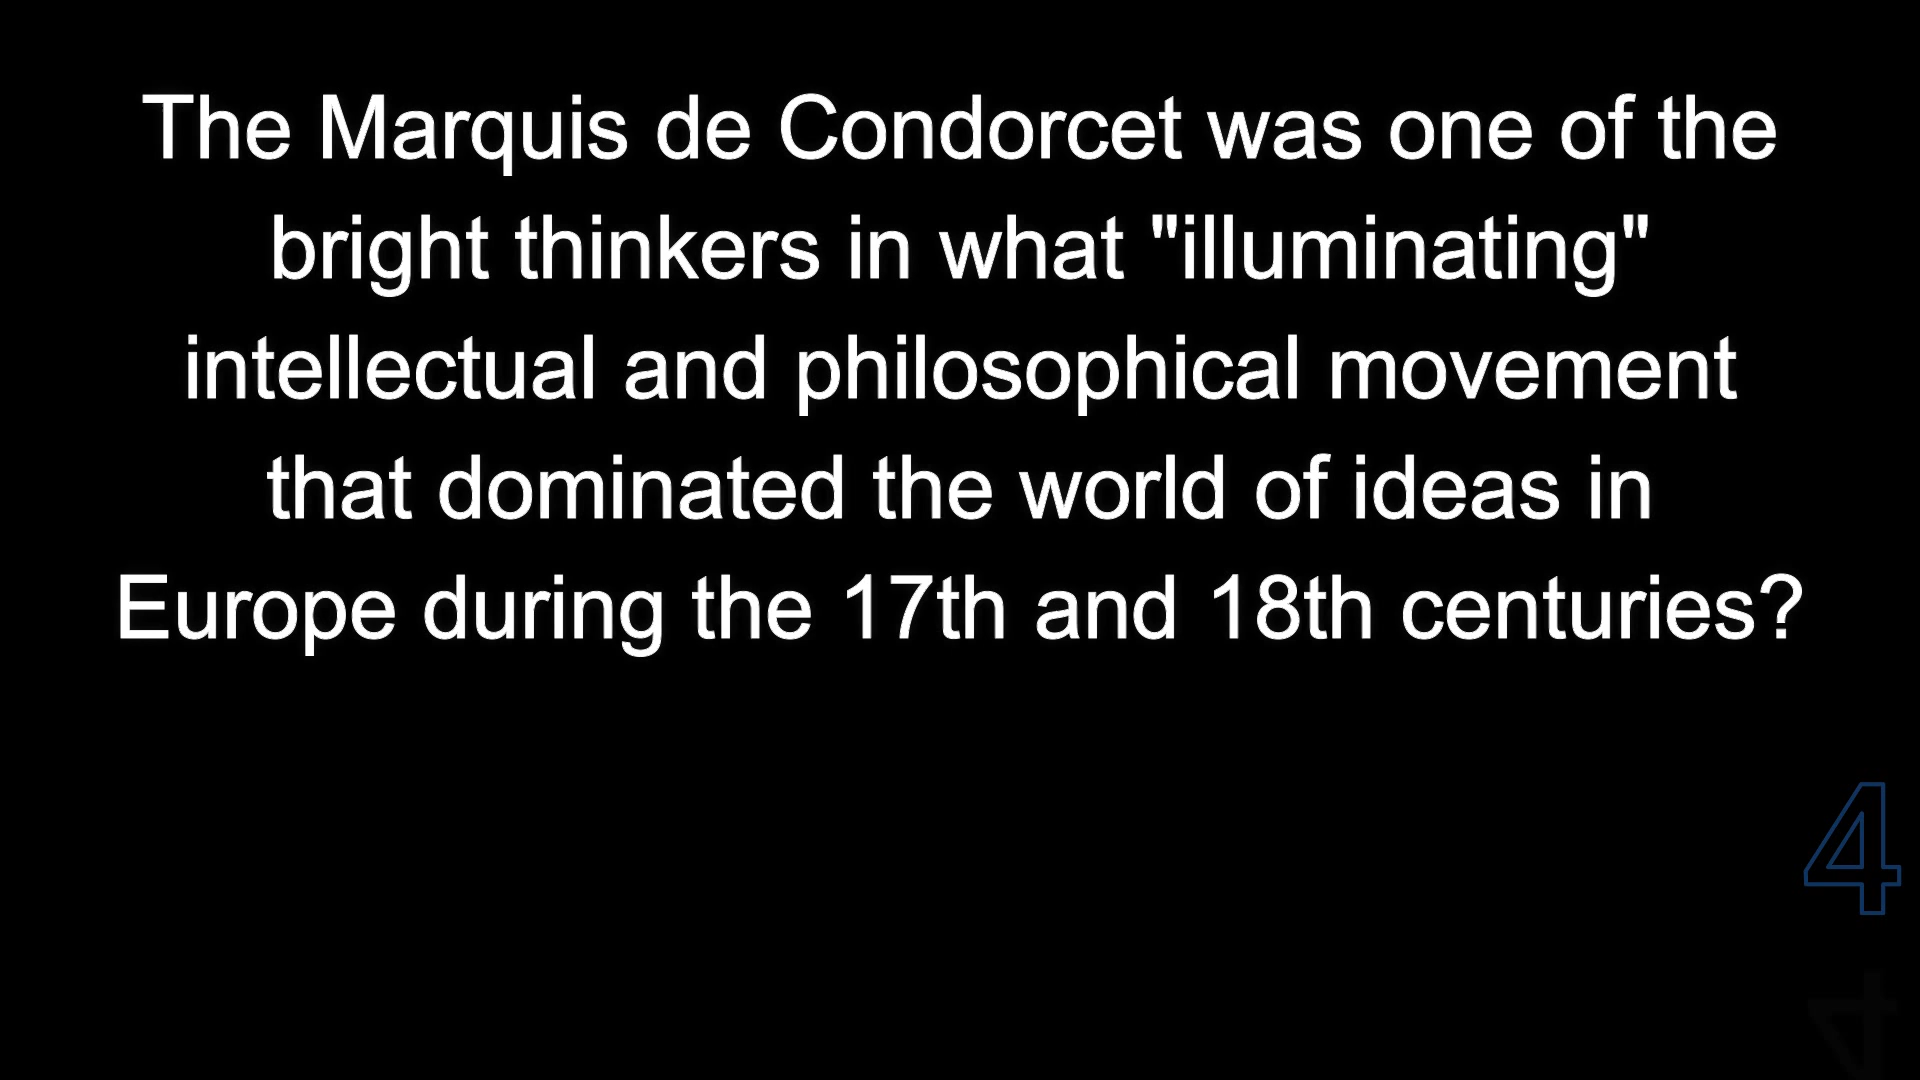 The Marquis de Condorcet was one of the
bright thinkers in what "illuminating"
intellectual and philosophical movement
that dominated the world of ideas in
Europe during the 17th and 18th centuries?
4